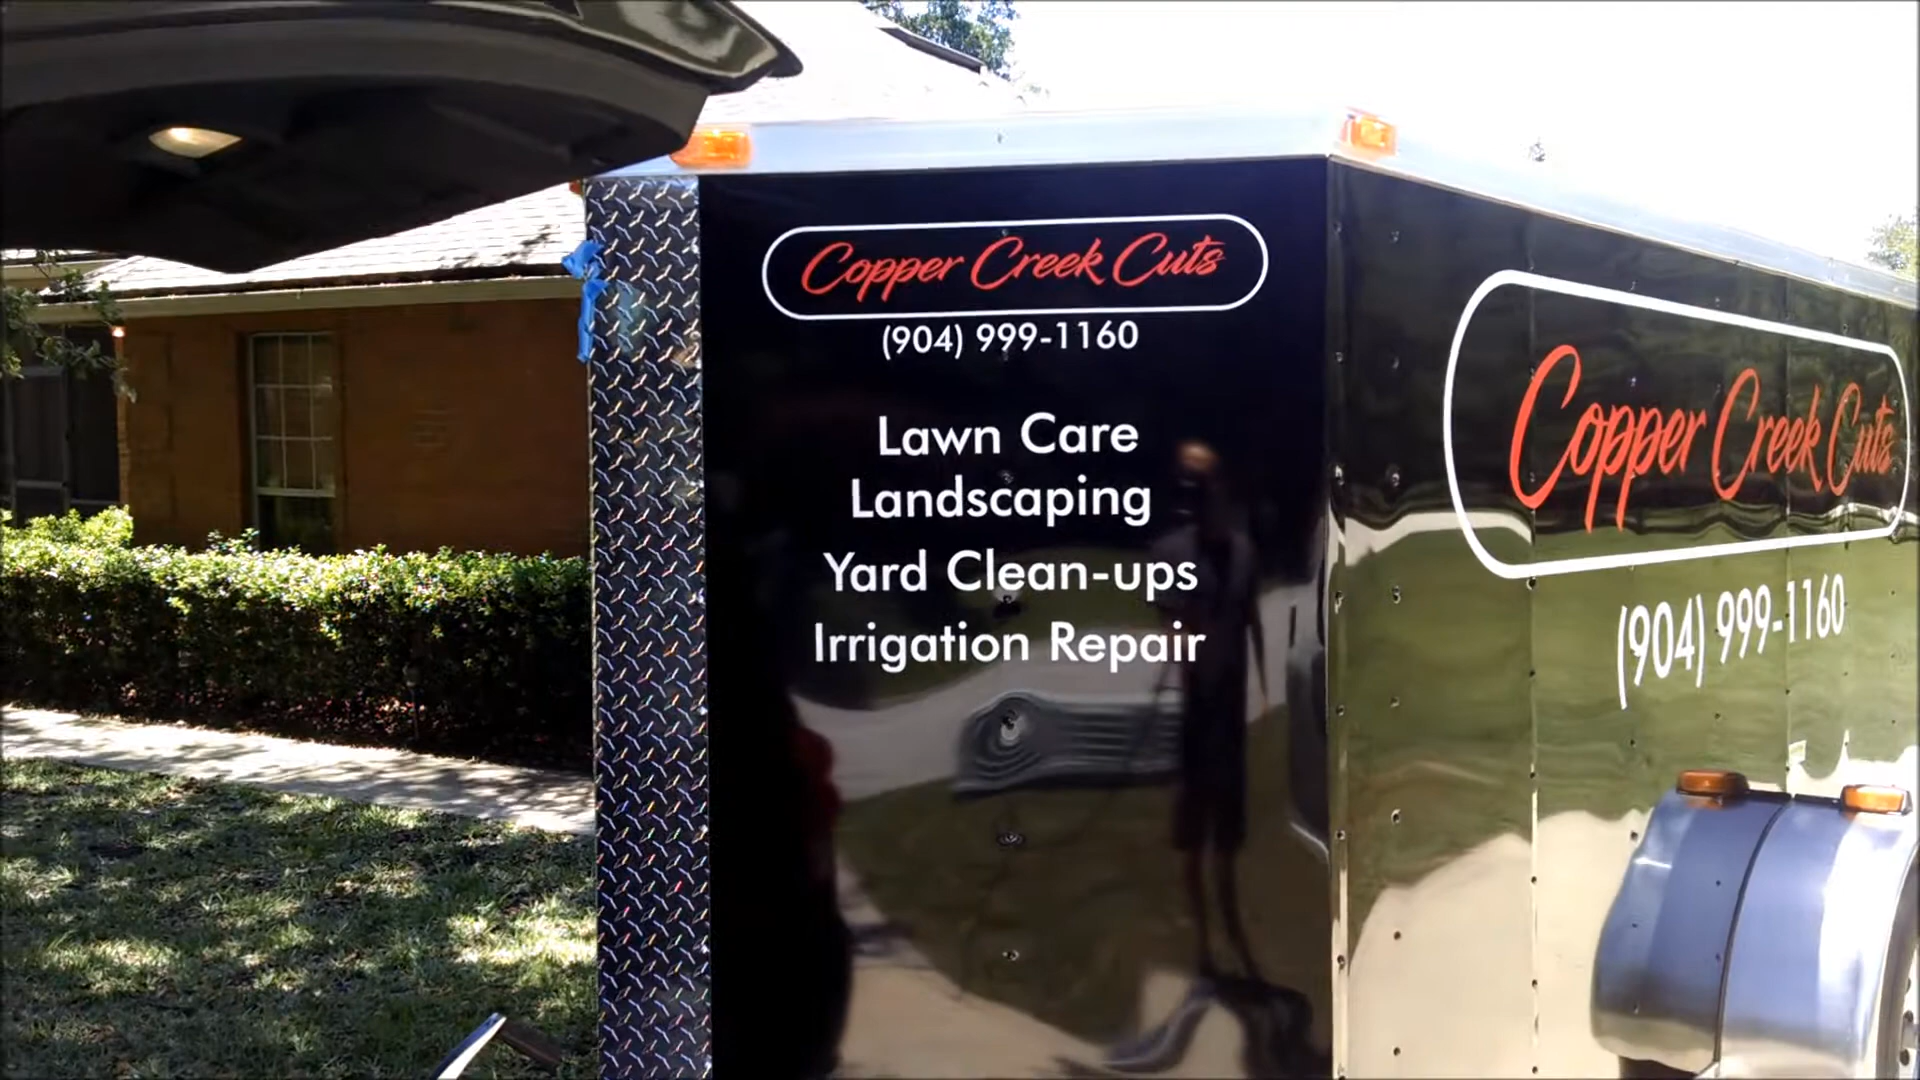 Copper Creek Cuts
(904) 999-1160
Lawn Care
Landscaping
Yard Clean-ups
Irrigation Repair
Copper Creek Cuts
(904) 999-1160